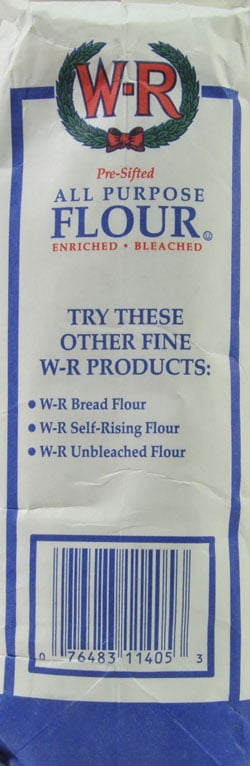 W-R
Pre-Sifted
ALL PURPOSE
FLOUR Ⓤ
ENRICHED • BLEACHED
TRY THESE
OTHER FINE
W-R PRODUCTS:
• W-R Bread Flour
• W-R Self-Rising Flour
• W-R Unbleached Flour
0 76483 11405 3